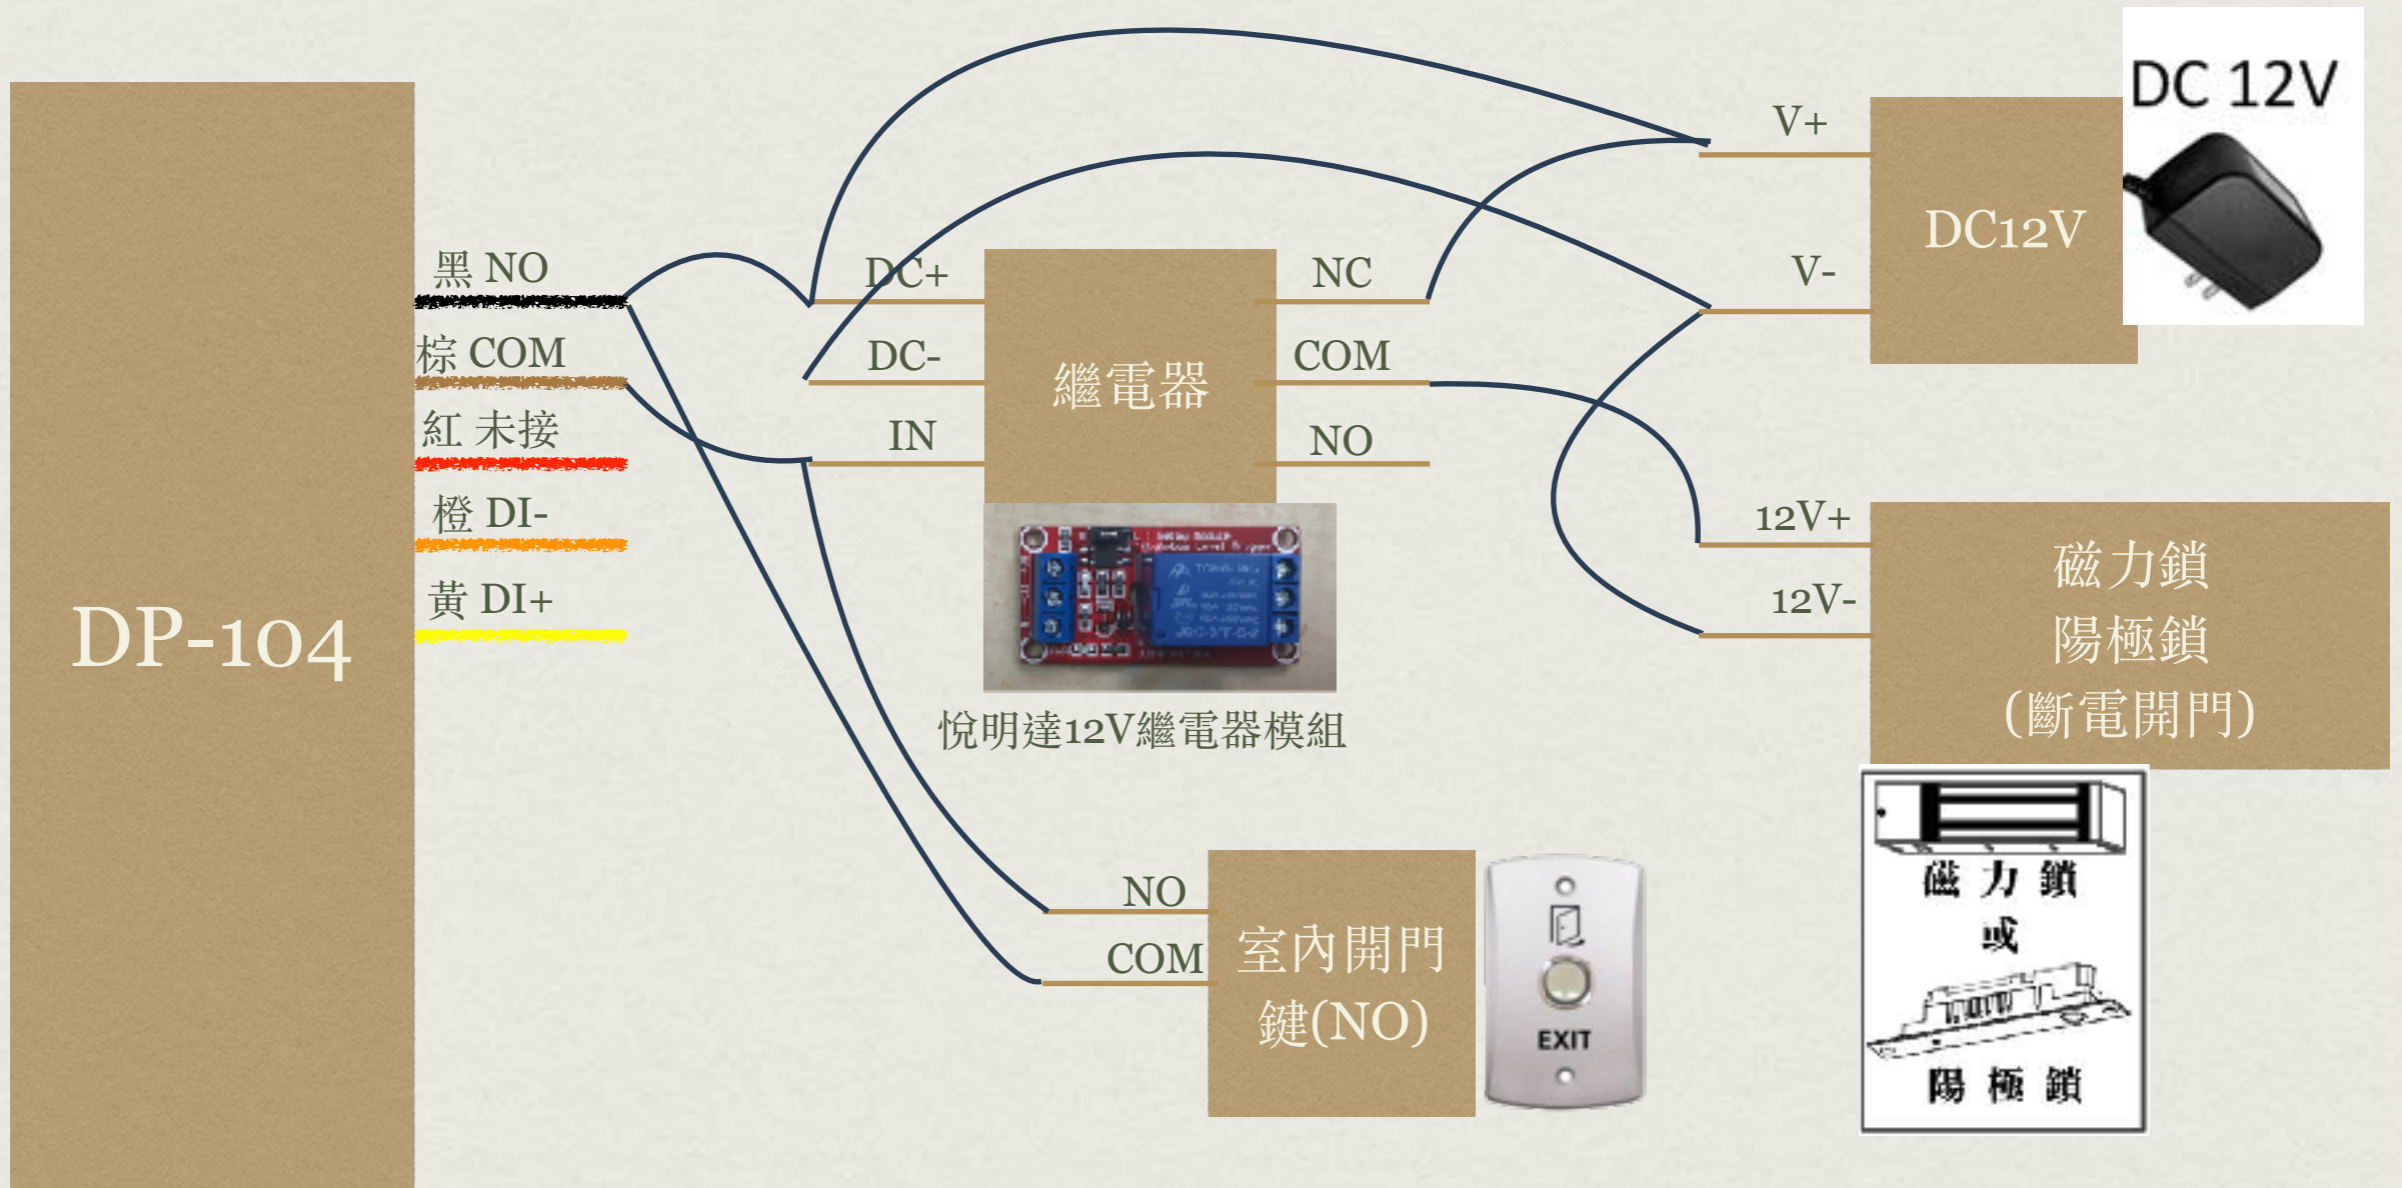 DP-104
黑 NO
棕 COM
紅 未接
橙 DI-
黃 DI+
DC+
DC-
IN
繼電器
NC
COM
NO
悅明達12V繼電器模組
V+
V-
DC12V
DC 12V
12V+
12V-
磁力鎖
陽極鎖
(斷電開門)
磁力鎖
或
陽極鎖
NO
COM
室內開門
鍵(NO)
EXIT